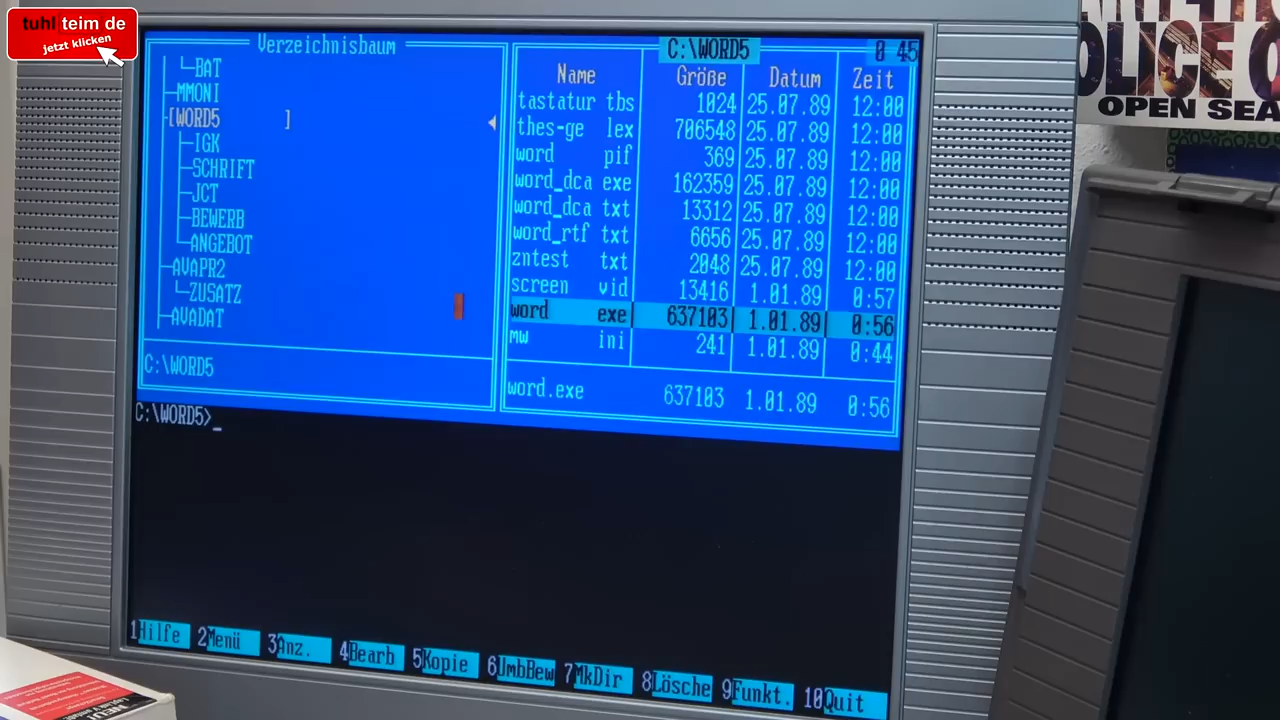 tuhlteim de
jetzt klicken
Verzeichnisbaum
BAT
MMONI
[WORD5 ]
IGK
SCHRIFT
JCT
BEWERB
ANGEBOT
AVAPR2
ZUSATZ
AVADAT
C:\WORD5
C:\WORD5 0 45
Name Größe Datum Zeit
tastatur tbs 1024 25.07.89 12:00
thes-ge lex 706548 25.07.89 12:00
word pif 369 25.07.89 12:00
word_dca exe 162359 25.07.89 12:00
word_dca txt 13312 25.07.89 12:00
word_rtf txt 6656 25.07.89 12:00
zntest txt 2048 25.07.89 12:00
screen vid 13416 1.01.89 0:57
word exe 637103 1.01.89 0:56
mw ini 241 1.01.89 0:44
word.exe 637103 1.01.89 0:56
C:\WORD5>_
1Hilfe 2Menü 3Anz. 4Bearb 5Kopie 6UmbBew 7MkDir 8Lösche 9Funkt. 10Quit
OPEN SEA